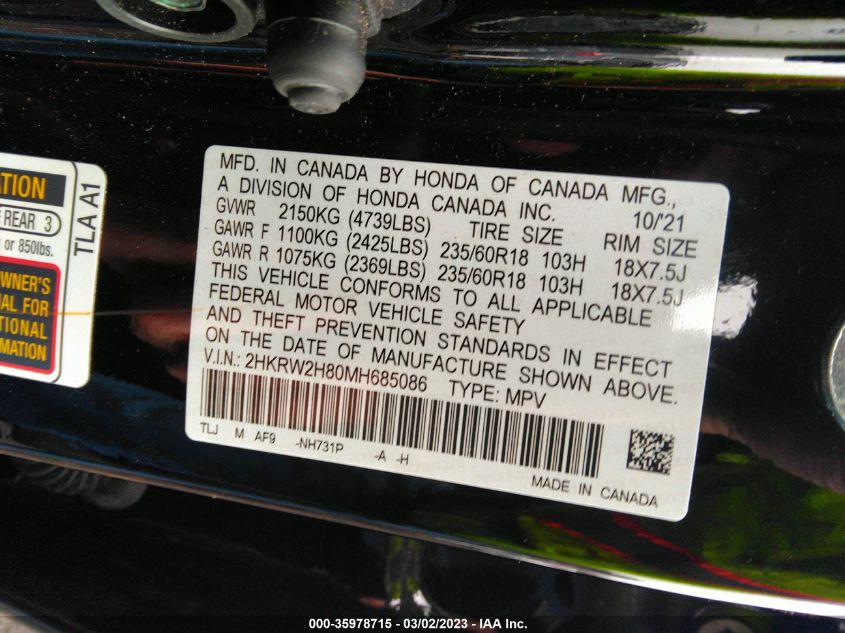 ATION
REAR 3
or 850lbs.
TLA A1
OWNER'S
FOR
MFD. IN CANADA BY HONDA OF CANADA MFG.,
A DIVISION OF HONDA CANADA INC. 10/'21
GVWR 2150KG (4739LBS) TIRE SIZE RIM SIZE
GAWR F 1100KG (2425LBS) 235/60R18 103H 18X7.5J
GAWR R 1075KG (2369LBS) 235/60R18 103H 18X7.5J
THIS VEHICLE CONFORMS TO ALL APPLICABLE
FEDERAL MOTOR VEHICLE SAFETY
AND THEFT PREVENTION STANDARDS IN EFFECT
ON THE DATE OF MANUFACTURE SHOWN ABOVE.
V.I.N.: 2HKRW2H80MH685086 TYPE: MPV
TLJ M AF9 -NH731P -A -H
MADE IN CANADA
000-35978715 — 03/02/2023 — IAA Inc.